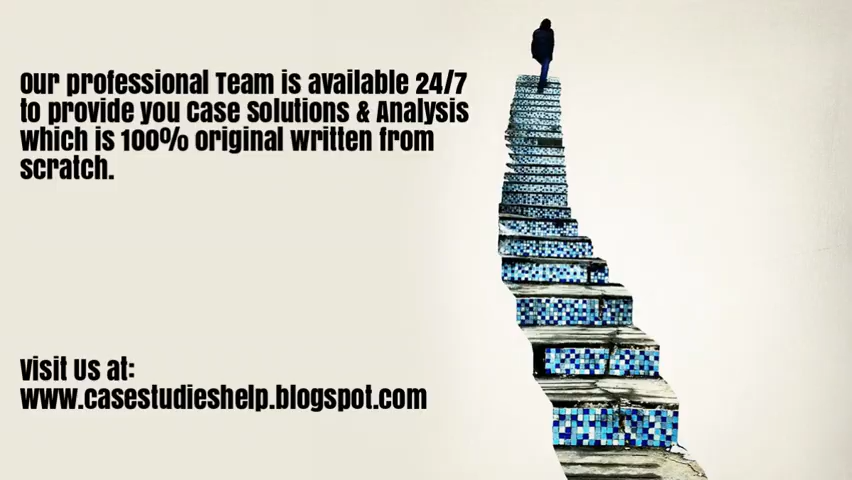 Our professional Team is available 24/7
to provide you Case Solutions & Analysis
which is 100% original written from
scratch.
Visit Us at:
www.casestudieshelp.blogspot.com